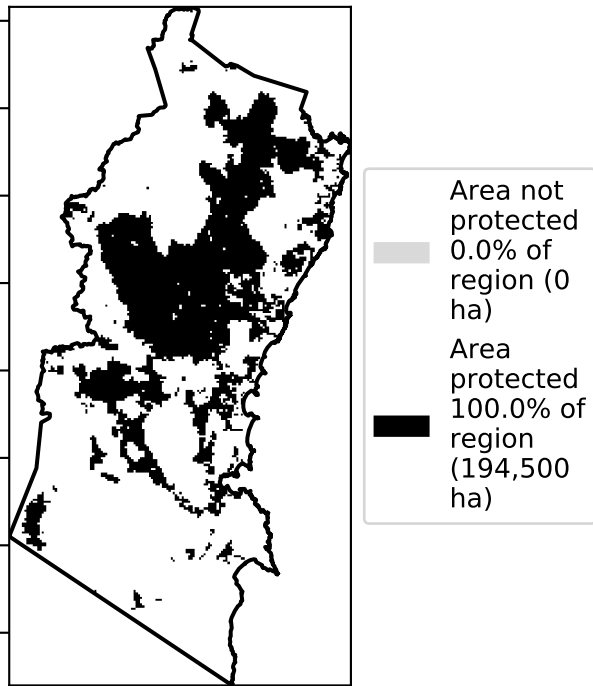 Area not
protected
0.0% of
region (0
ha)
Area
protected
100.0% of
region
(194,500
ha)